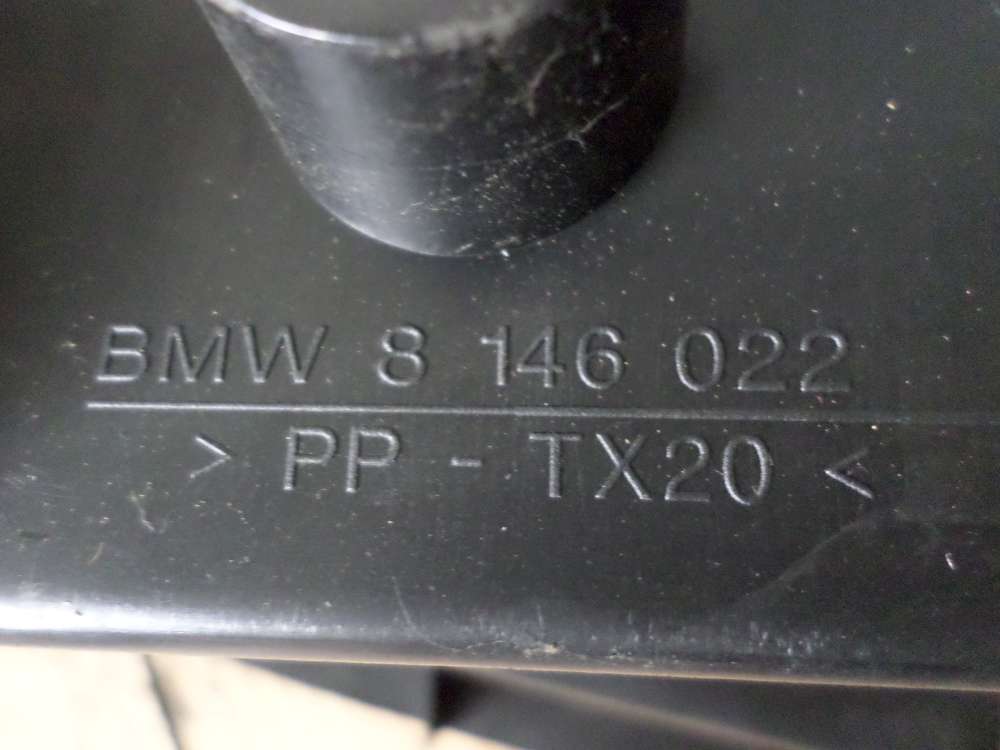 BMW 8 146 022
> PP - TX20 <